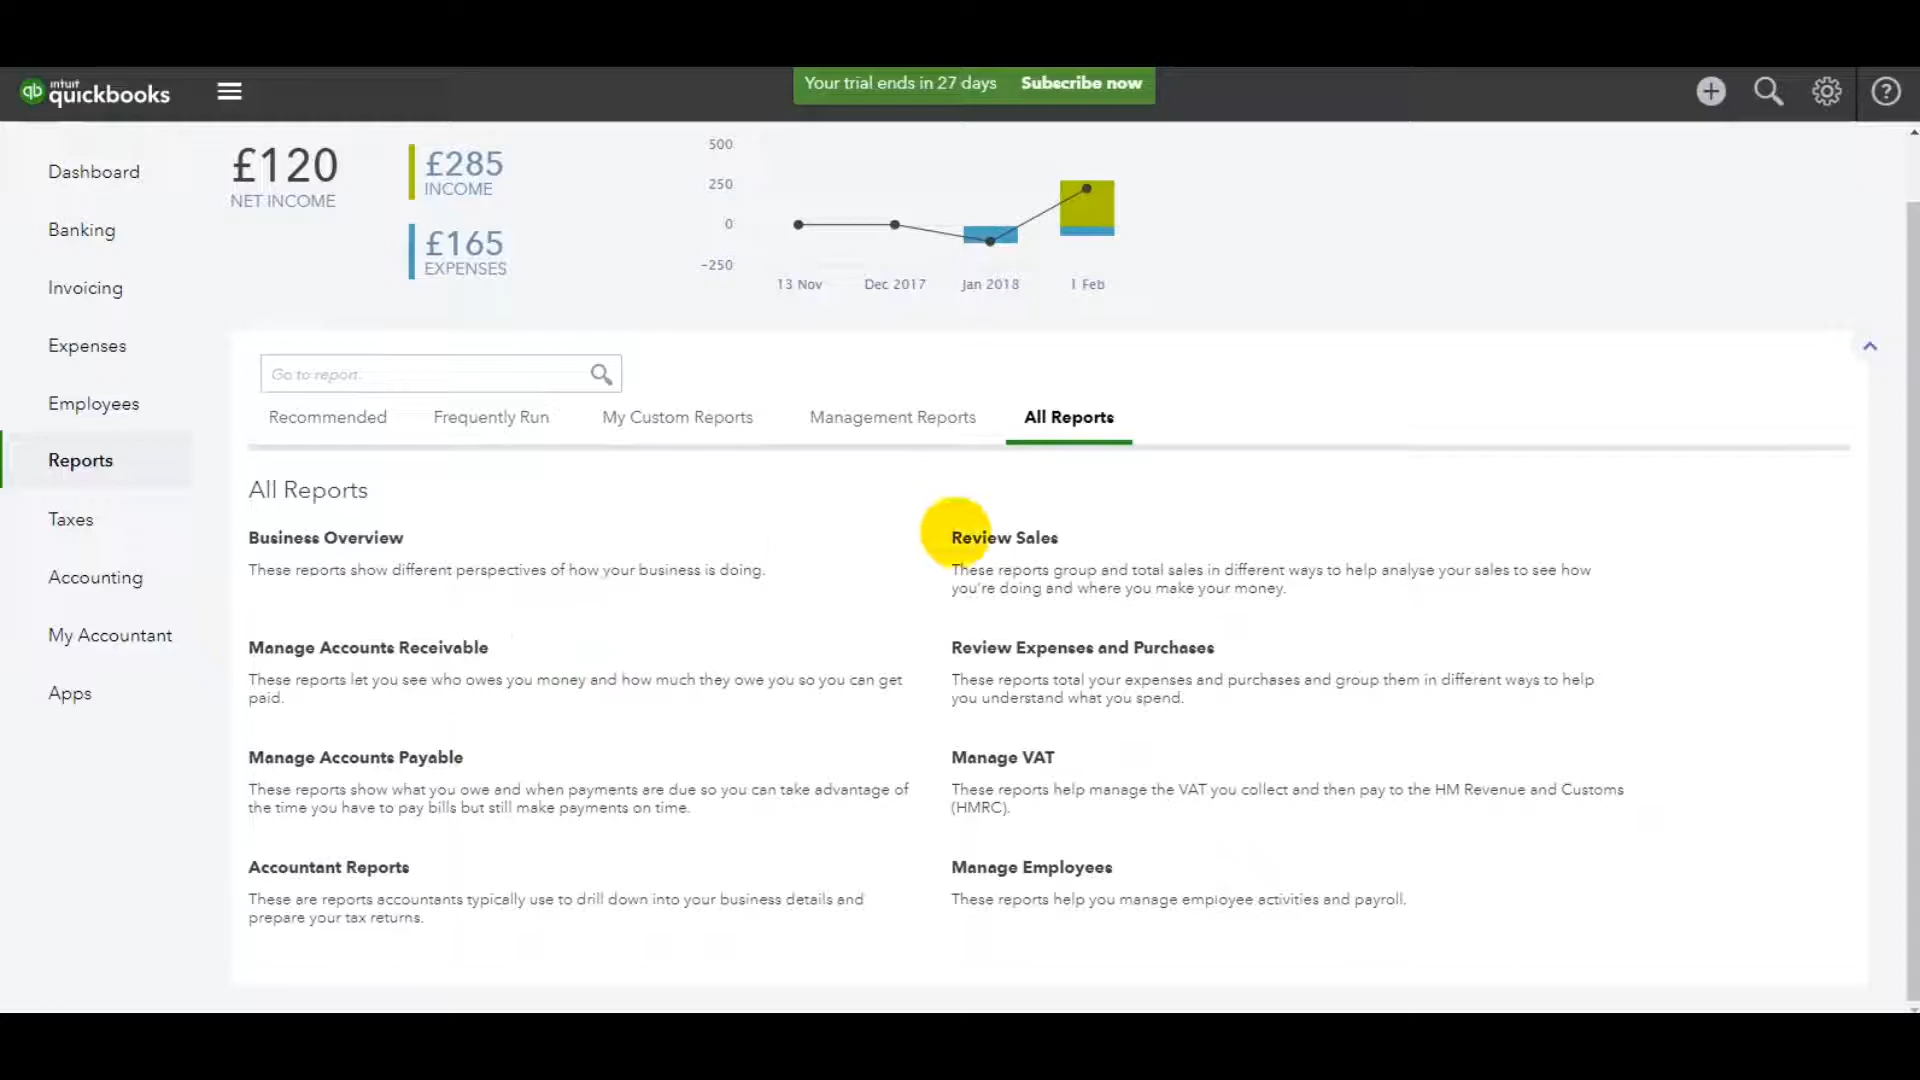 intuit
quickbooks
Your trial ends in 27 days Subscribe now
Dashboard
Banking
Invoicing
Expenses
Employees
Reports
Taxes
Accounting
My Accountant
Apps
£120
NET INCOME
£285
INCOME
£165
EXPENSES
500
250
0
-250
13 Nov Dec 2017 Jan 2018 1 Feb
Go to report
Recommended Frequently Run My Custom Reports Management Reports All Reports
All Reports
Business Overview
These reports show different perspectives of how your business is doing.
Review Sales
These reports group and total sales in different ways to help analyse your sales to see how
you're doing and where you make your money.
Manage Accounts Receivable
These reports let you see who owes you money and how much they owe you so you can get
paid.
Review Expenses and Purchases
These reports total your expenses and purchases and group them in different ways to help
you understand what you spend.
Manage Accounts Payable
These reports show what you owe and when payments are due so you can take advantage of
the time you have to pay bills but still make payments on time.
Manage VAT
These reports help manage the VAT you collect and then pay to the HM Revenue and Customs
(HMRC).
Accountant Reports
These are reports accountants typically use to drill down into your business details and
prepare your tax returns.
Manage Employees
These reports help you manage employee activities and payroll.